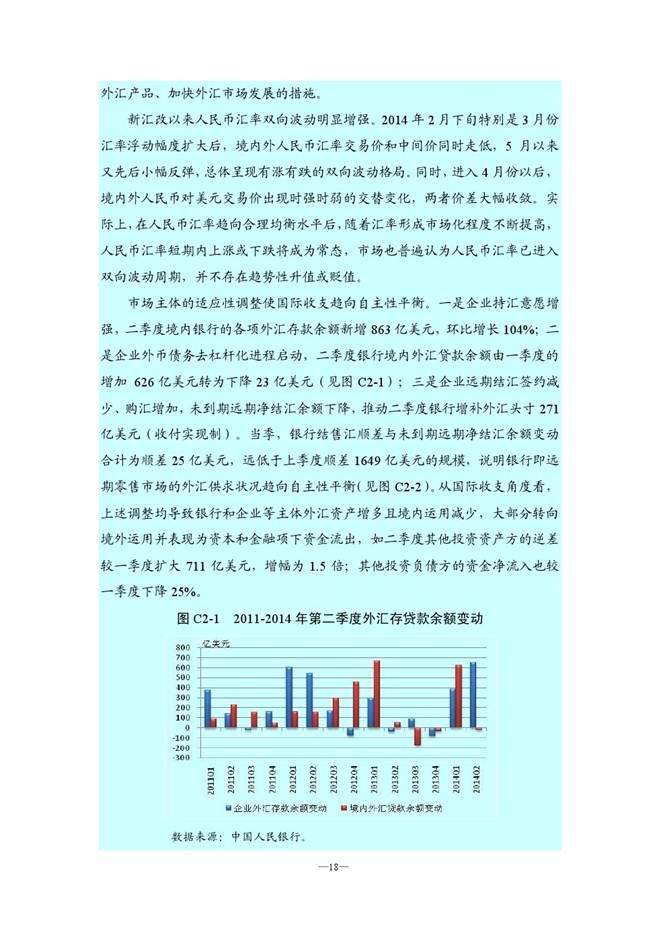 外汇产品、加快外汇市场发展的措施。
新汇改以来人民币汇率双向波动明显增强。2014 年 2 月下旬特别是 3 月份
汇率浮动幅度扩大后，境内外人民币汇率交易价和中间价同时走低，5 月以来
又先后小幅反弹，总体呈现有涨有跌的双向波动格局。同时，进入 4 月份以后，
境内外人民币对美元交易价出现时强时弱的交替变化，两者价差大幅收敛。实
际上，在人民币汇率趋向合理均衡水平后，随着汇率形成市场化程度不断提高，
人民币汇率短期内上涨或下跌将成为常态，市场也普遍认为人民币汇率已进入
双向波动周期，并不存在趋势性升值或贬值。
市场主体的适应性调整使国际收支趋向自主性平衡。一是企业持汇意愿增
强，二季度境内银行的各项外汇存款余额新增 863 亿美元，环比增长 104%；二
是企业外币债务去杠杆化进程启动，二季度银行境内外汇贷款余额由一季度的
增加 626 亿美元转为下降 23 亿美元（见图 C2-1）；三是企业远期结汇签约减
少、购汇增加，未到期远期净结汇余额下降，推动二季度银行增补外汇头寸 271
亿美元（收付实现制）。当季，银行结售汇顺差与未到期远期净结汇余额变动
合计为顺差 25 亿美元，远低于上季度顺差 1649 亿美元的规模，说明银行即远
期零售市场的外汇供求状况趋向自主性平衡（见图 C2-2）。从国际收支角度看，
上述调整均导致银行和企业等主体外汇资产增多且境内运用减少，大部分转向
境外运用并表现为资本和金融项下资金流出，如二季度其他投资资产方的逆差
较一季度扩大 711 亿美元，增幅为 1.5 倍；其他投资负债方的资金净流入也较
一季度下降 25%。
图 C2-1 2011-2014 年第二季度外汇存贷款余额变动
亿美元
800
700
600
500
400
300
200
100
0
-100
-200
-300
2011Q1
2011Q2
2011Q3
2011Q4
2012Q1
2012Q2
2012Q3
2012Q4
2013Q1
2013Q2
2013Q3
2013Q4
2014Q1
2014Q2
企业外汇存款余额变动 境内外汇贷款余额变动
数据来源：中国人民银行。
—18—